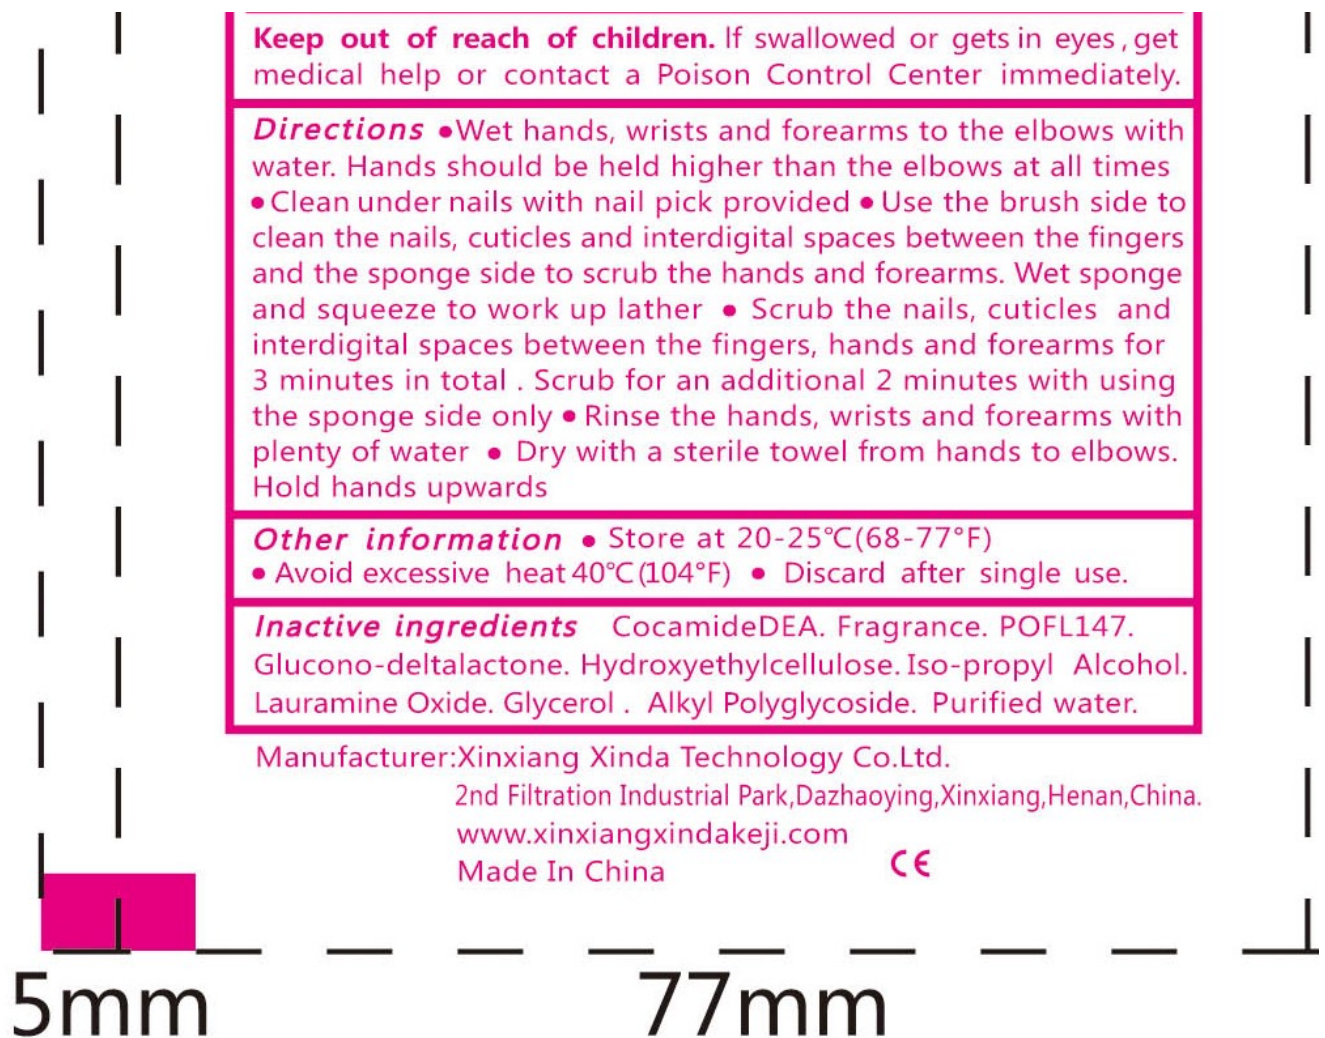 Keep out of reach of children. If swallowed or gets in eyes, get
medical help or contact a Poison Control Center immediately.
Directions ●Wet hands, wrists and forearms to the elbows with
water. Hands should be held higher than the elbows at all times
●Clean under nails with nail pick provided ● Use the brush side to
clean the nails, cuticles and interdigital spaces between the fingers
and the sponge side to scrub the hands and forearms. Wet sponge
and squeeze to work up lather ● Scrub the nails, cuticles and
interdigital spaces between the fingers, hands and forearms for
3 minutes in total . Scrub for an additional 2 minutes with using
the sponge side only ● Rinse the hands, wrists and forearms with
plenty of water ● Dry with a sterile towel from hands to elbows.
Hold hands upwards
Other information ● Store at 20-25℃(68-77°F)
● Avoid excessive heat 40℃(104°F) ● Discard after single use.
Inactive ingredients CocamideDEA. Fragrance. POFL147.
Glucono-deltalactone. Hydroxyethylcellulose. Iso-propyl Alcohol.
Lauramine Oxide. Glycerol . Alkyl Polyglycoside. Purified water.
Manufacturer:Xinxiang Xinda Technology Co.Ltd.
2nd Filtration Industrial Park,Dazhaoying,Xinxiang,Henan,China.
www.xinxiangxindakeji.com
Made In China CE
5mm 77mm